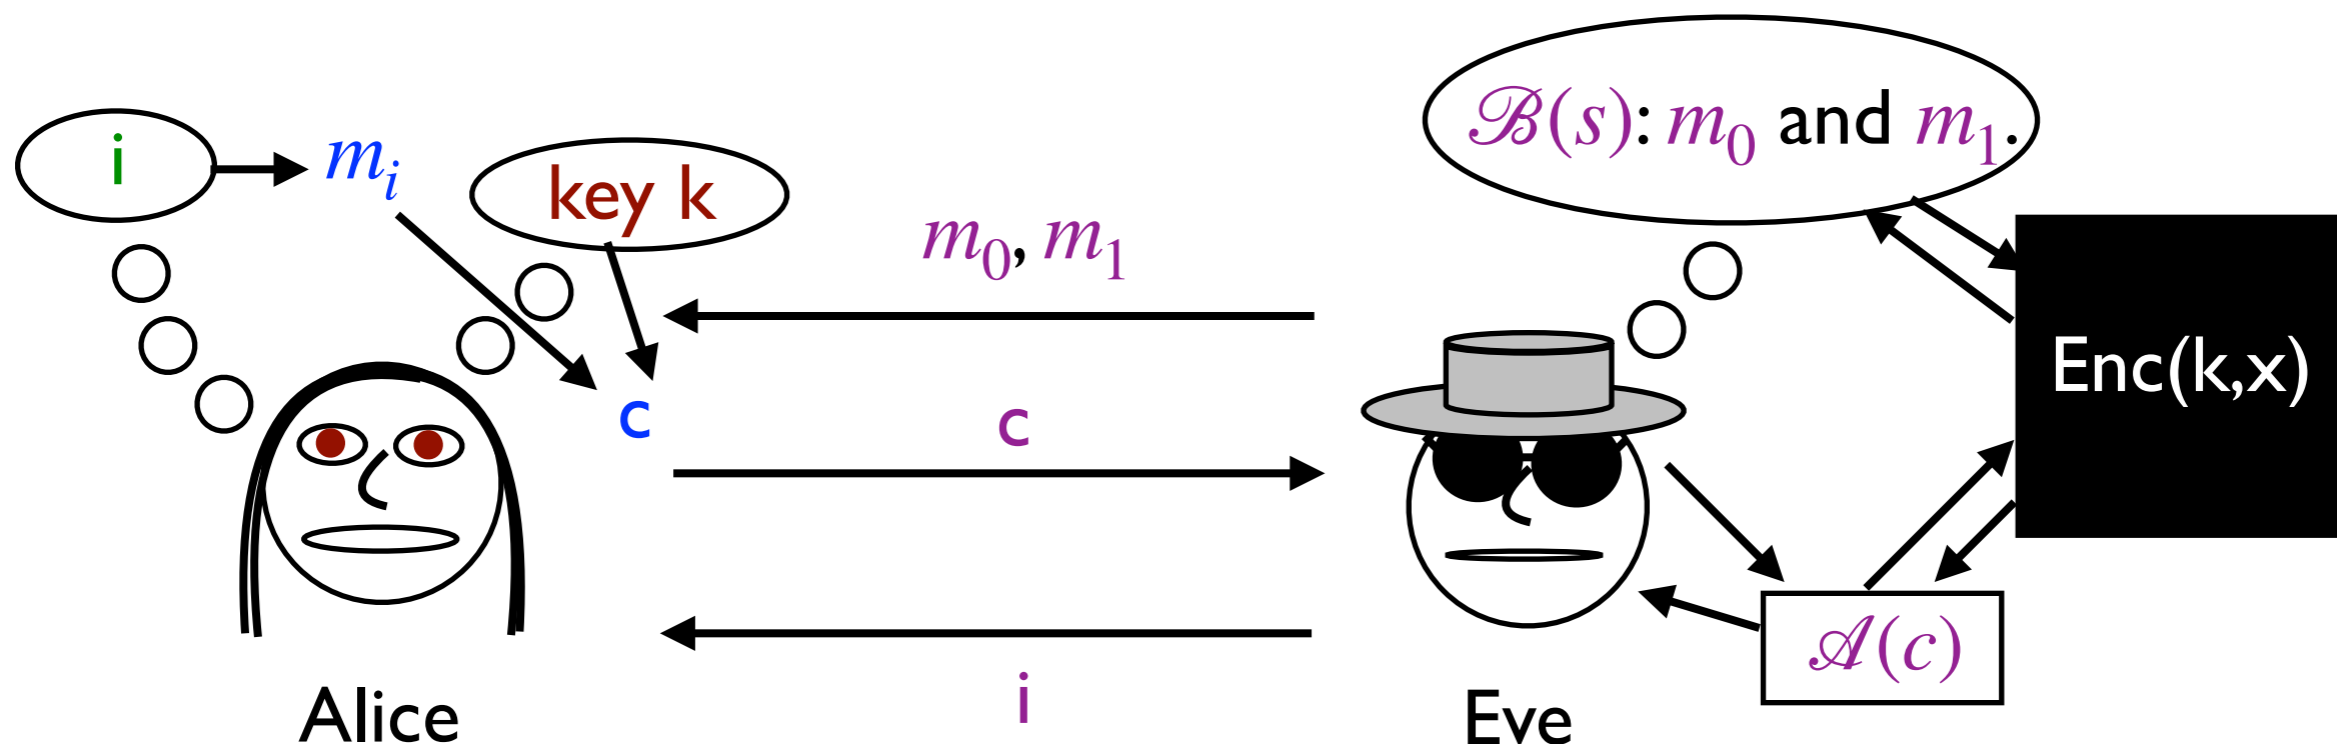 i
mᵢ
key k
m₀, m₁
ℬ(s): m₀ and m₁.
Enc(k,x)
c
c
𝒜(c)
i
Alice
Eve